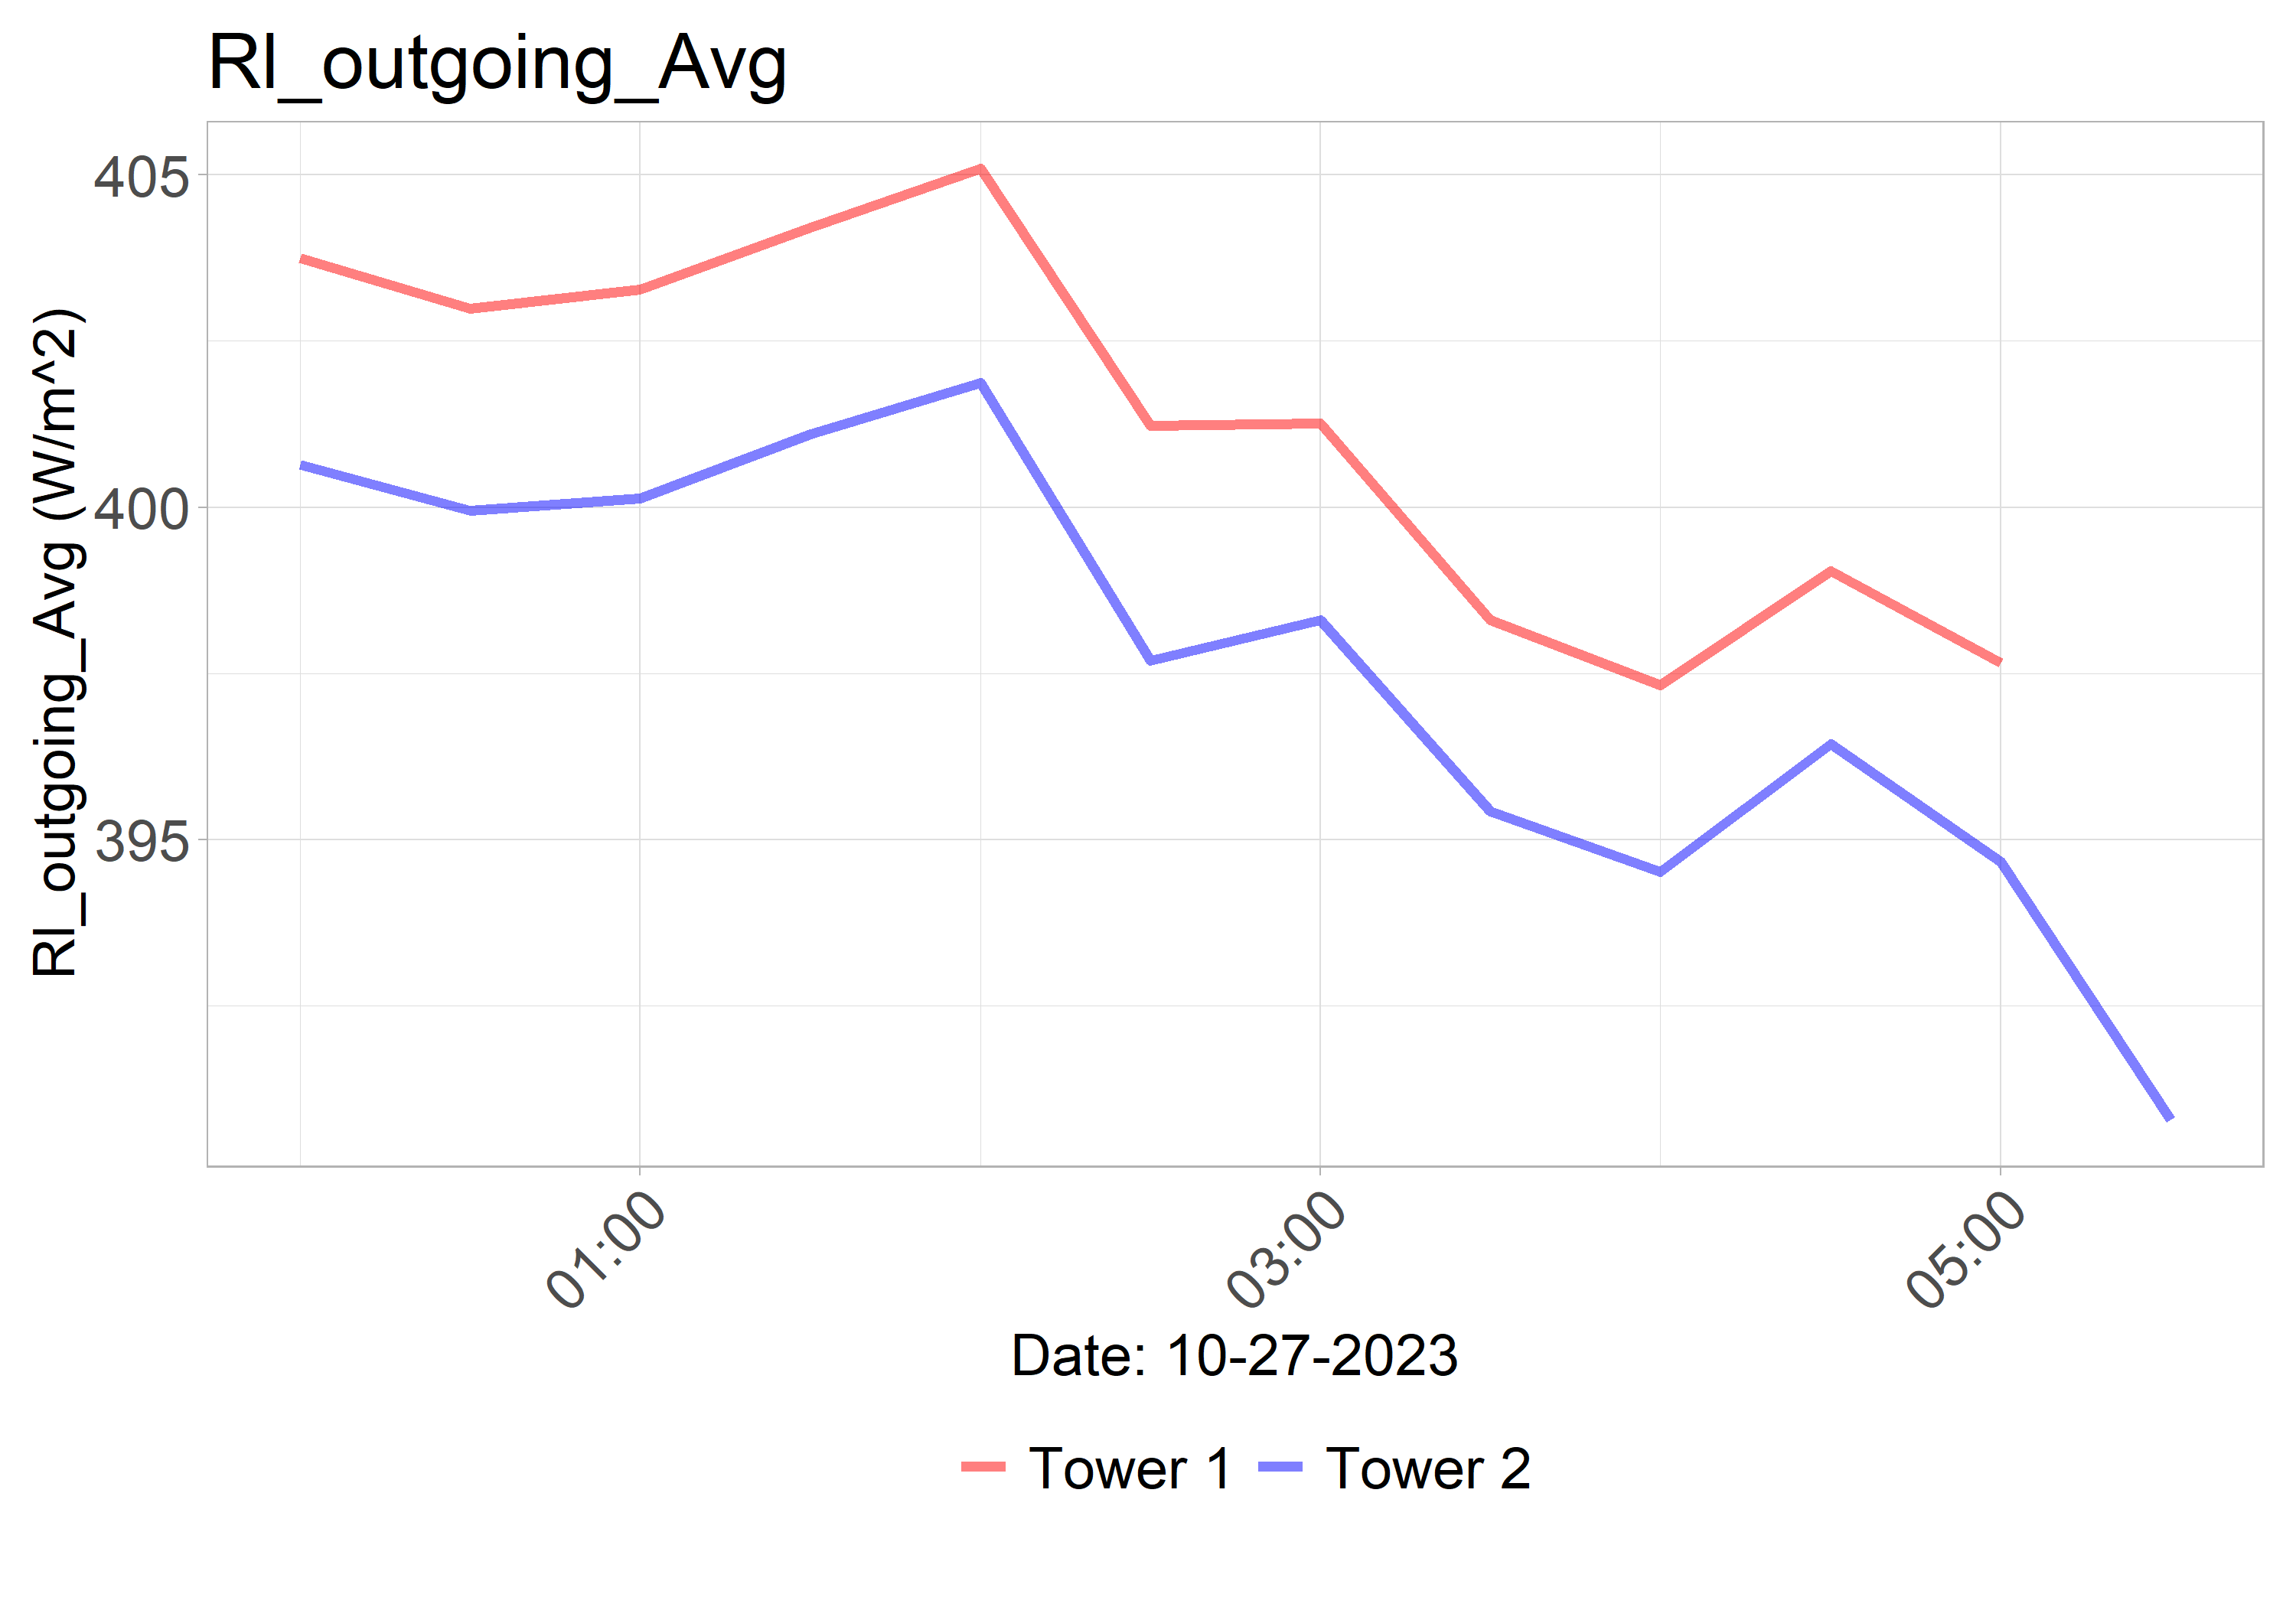 Rl_outgoing_Avg
Rl_outgoing_Avg (W/m^2)
405
400
395
01:00
03:00
05:00
Date: 10-27-2023
Tower 1
Tower 2